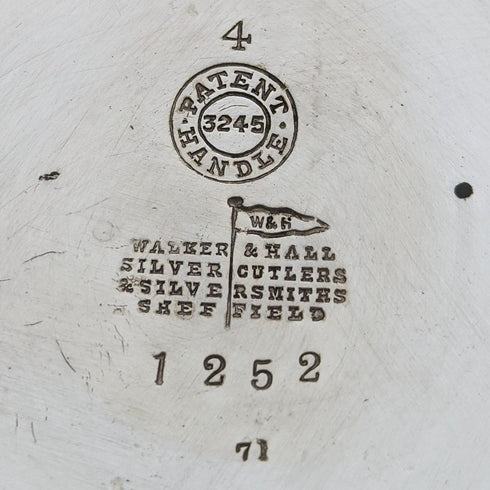 4
PATENT
3245
HANDLE
W&H
WALKER & HALL
SILVER CUTLERS
& SILVERSMITHS
SHEFFIELD
1252
71